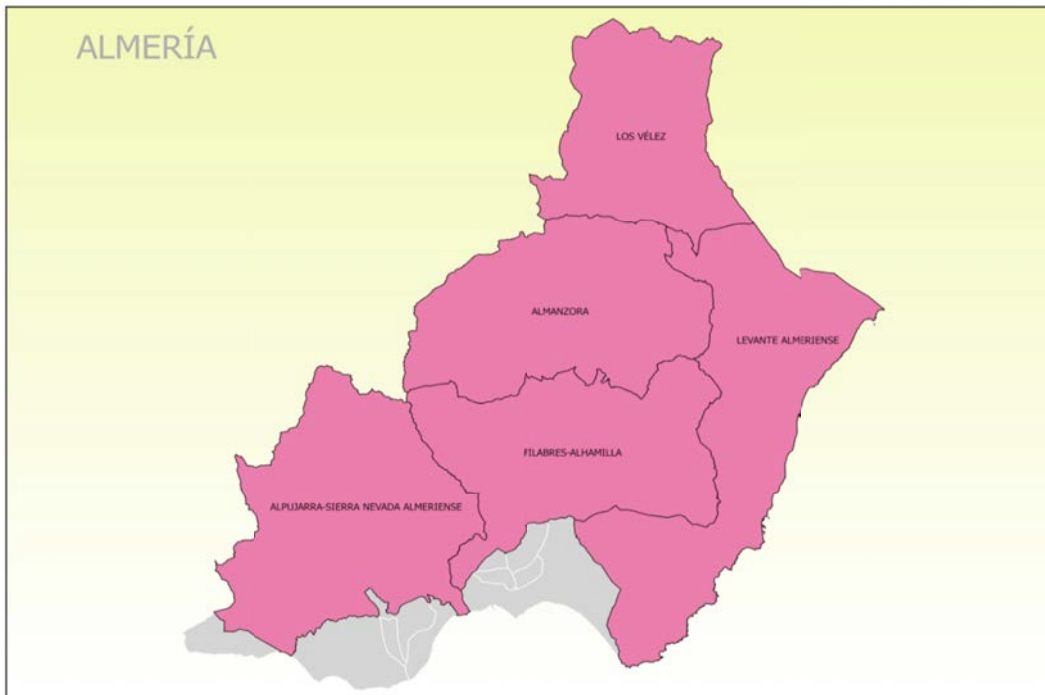 ALMERÍA
LOS VÉLEZ
ALMANZORA
LEVANTE ALMERIENSE
FILABRES-ALHAMILLA
ALPUJARRA-SIERRA NEVADA ALMERIENSE